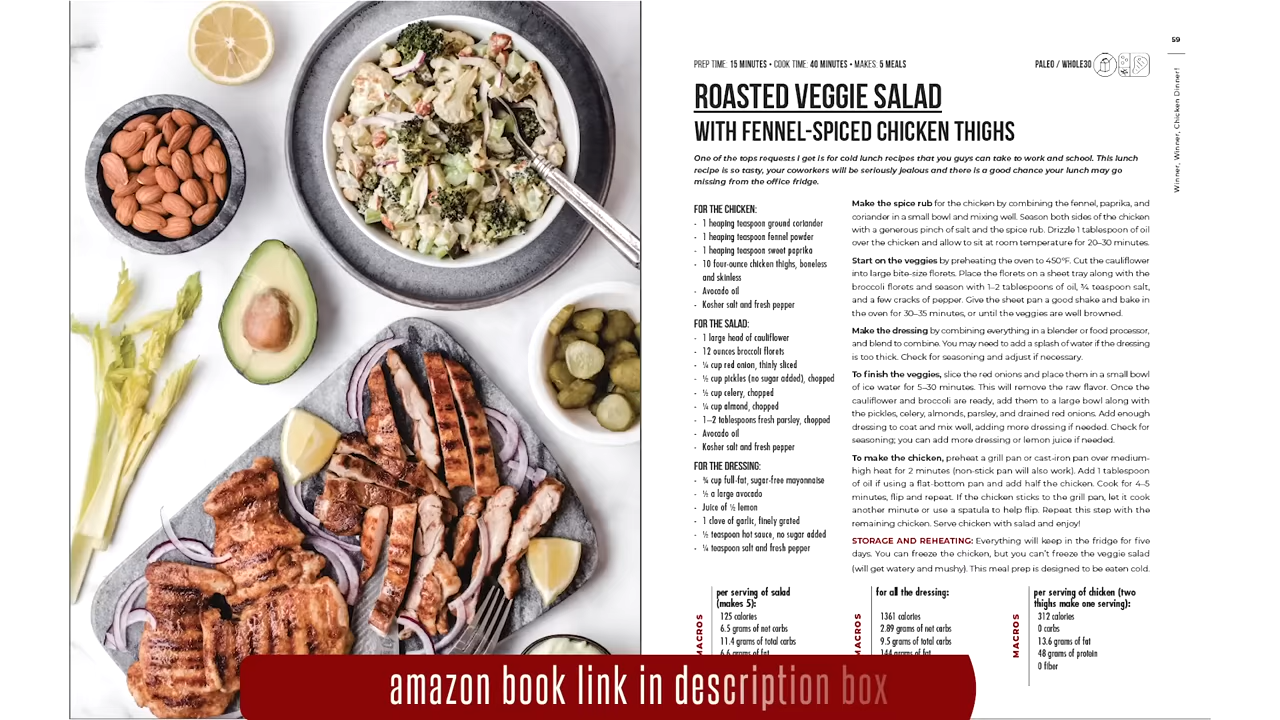 59
Winner, Winner, Chicken Dinner!
PREP TIME: 15 MINUTES • COOK TIME: 40 MINUTES • MAKES: 5 MEALS
PALEO / WHOLE30
ROASTED VEGGIE SALAD
WITH FENNEL-SPICED CHICKEN THIGHS
One of the tops requests I get is for cold lunch recipes that you guys can take to work and school. This lunch
recipe is so tasty, your coworkers will be seriously jealous and there is a good chance your lunch may go
missing from the office fridge.
FOR THE CHICKEN:
- 1 heaping teaspoon ground coriander
- 1 heaping teaspoon fennel powder
- 1 heaping teaspoon sweet paprika
- 10 four-ounce chicken thighs, boneless
and skinless
- Avocado oil
- Kosher salt and fresh pepper
FOR THE SALAD:
- 1 large head of cauliflower
- 12 ounces broccoli florets
- ¼ cup red onion, thinly sliced
- ½ cup pickles (no sugar added), chopped
- ½ cup celery, chopped
- ¼ cup almond, chopped
- 1–2 tablespoons fresh parsley, chopped
- Avocado oil
- Kosher salt and fresh pepper
FOR THE DRESSING:
- ¾ cup full-fat, sugar-free mayonnaise
- ½ a large avocado
- Juice of ½ lemon
- 1 clove of garlic, finely grated
- ½ teaspoon hot sauce, no sugar added
- ¼ teaspoon salt and fresh pepper
Make the spice rub for the chicken by combining the fennel, paprika, and
coriander in a small bowl and mixing well. Season both sides of the chicken
with a generous pinch of salt and the spice rub. Drizzle 1 tablespoon of oil
over the chicken and allow to sit at room temperature for 20–30 minutes.
Start on the veggies by preheating the oven to 450°F. Cut the cauliflower
into large bite-size florets. Place the florets on a sheet tray along with the
broccoli florets and season with 1–2 tablespoons of oil, ¾ teaspoon salt,
and a few cracks of pepper. Give the sheet pan a good shake and bake in
the oven for 30–35 minutes, or until the veggies are well browned.
Make the dressing by combining everything in a blender or food processor,
and blend to combine. You may need to add a splash of water if the dressing
is too thick. Check for seasoning and adjust if necessary.
To finish the veggies, slice the red onions and place them in a small bowl
of ice water for 5–30 minutes. This will remove the raw flavor. Once the
cauliflower and broccoli are ready, add them to a large bowl along with
the pickles, celery, almonds, parsley, and drained red onions. Add enough
dressing to coat and mix well, adding more dressing if needed. Check for
seasoning; you can add more dressing or lemon juice if needed.
To make the chicken, preheat a grill pan or cast-iron pan over medium-
high heat for 2 minutes (non-stick pan will also work). Add 1 tablespoon
of oil if using a flat-bottom pan and add half the chicken. Cook for 4–5
minutes, flip and repeat. If the chicken sticks to the grill pan, let it cook
another minute or use a spatula to help flip. Repeat this step with the
remaining chicken. Serve chicken with salad and enjoy!
STORAGE AND REHEATING: Everything will keep in the fridge for five
days. You can freeze the chicken, but you can't freeze the veggie salad
(will get watery and mushy). This meal prep is designed to be eaten cold.
MACROS
per serving of salad
(makes 5):
125 calories
6.5 grams of net carbs
11.4 grams of total carbs
6.6 grams of fat
MACROS
for all the dressing:
1361 calories
2.89 grams of net carbs
9.5 grams of total carbs
144 grams of fat
MACROS
per serving of chicken (two
thighs make one serving):
312 calories
0 carbs
13.6 grams of fat
48 grams of protein
0 fiber
amazon book link in description box